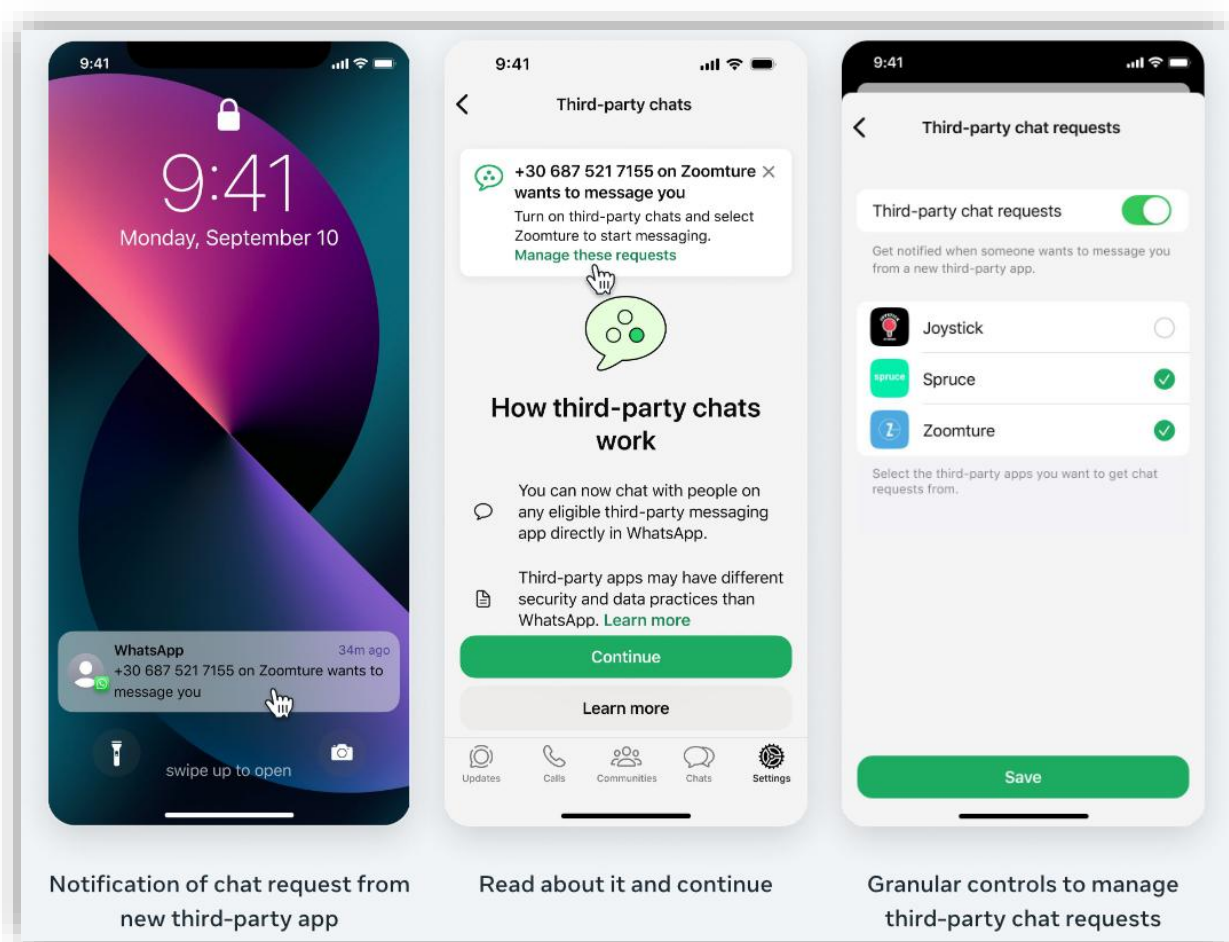 9:41
9:41
Monday, September 10
WhatsApp
34m ago
+30 687 521 7155 on Zoomture wants to
message you
swipe up to open
Notification of chat request from
new third-party app
9:41
Third-party chats
+30 687 521 7155 on Zoomture
wants to message you
Turn on third-party chats and select
Zoomture to start messaging.
Manage these requests
How third-party chats
work
You can now chat with people on
any eligible third-party messaging
app directly in WhatsApp.
Third-party apps may have different
security and data practices than
WhatsApp. Learn more
Continue
Learn more
Updates
Calls
Communities
Chats
Settings
Read about it and continue
9:41
Third-party chat requests
Third-party chat requests
Get notified when someone wants to message you
from a new third-party app.
Joystick
spruce
Spruce
Z
Zoomture
Select the third-party apps you want to get chat
requests from.
Save
Granular controls to manage
third-party chat requests